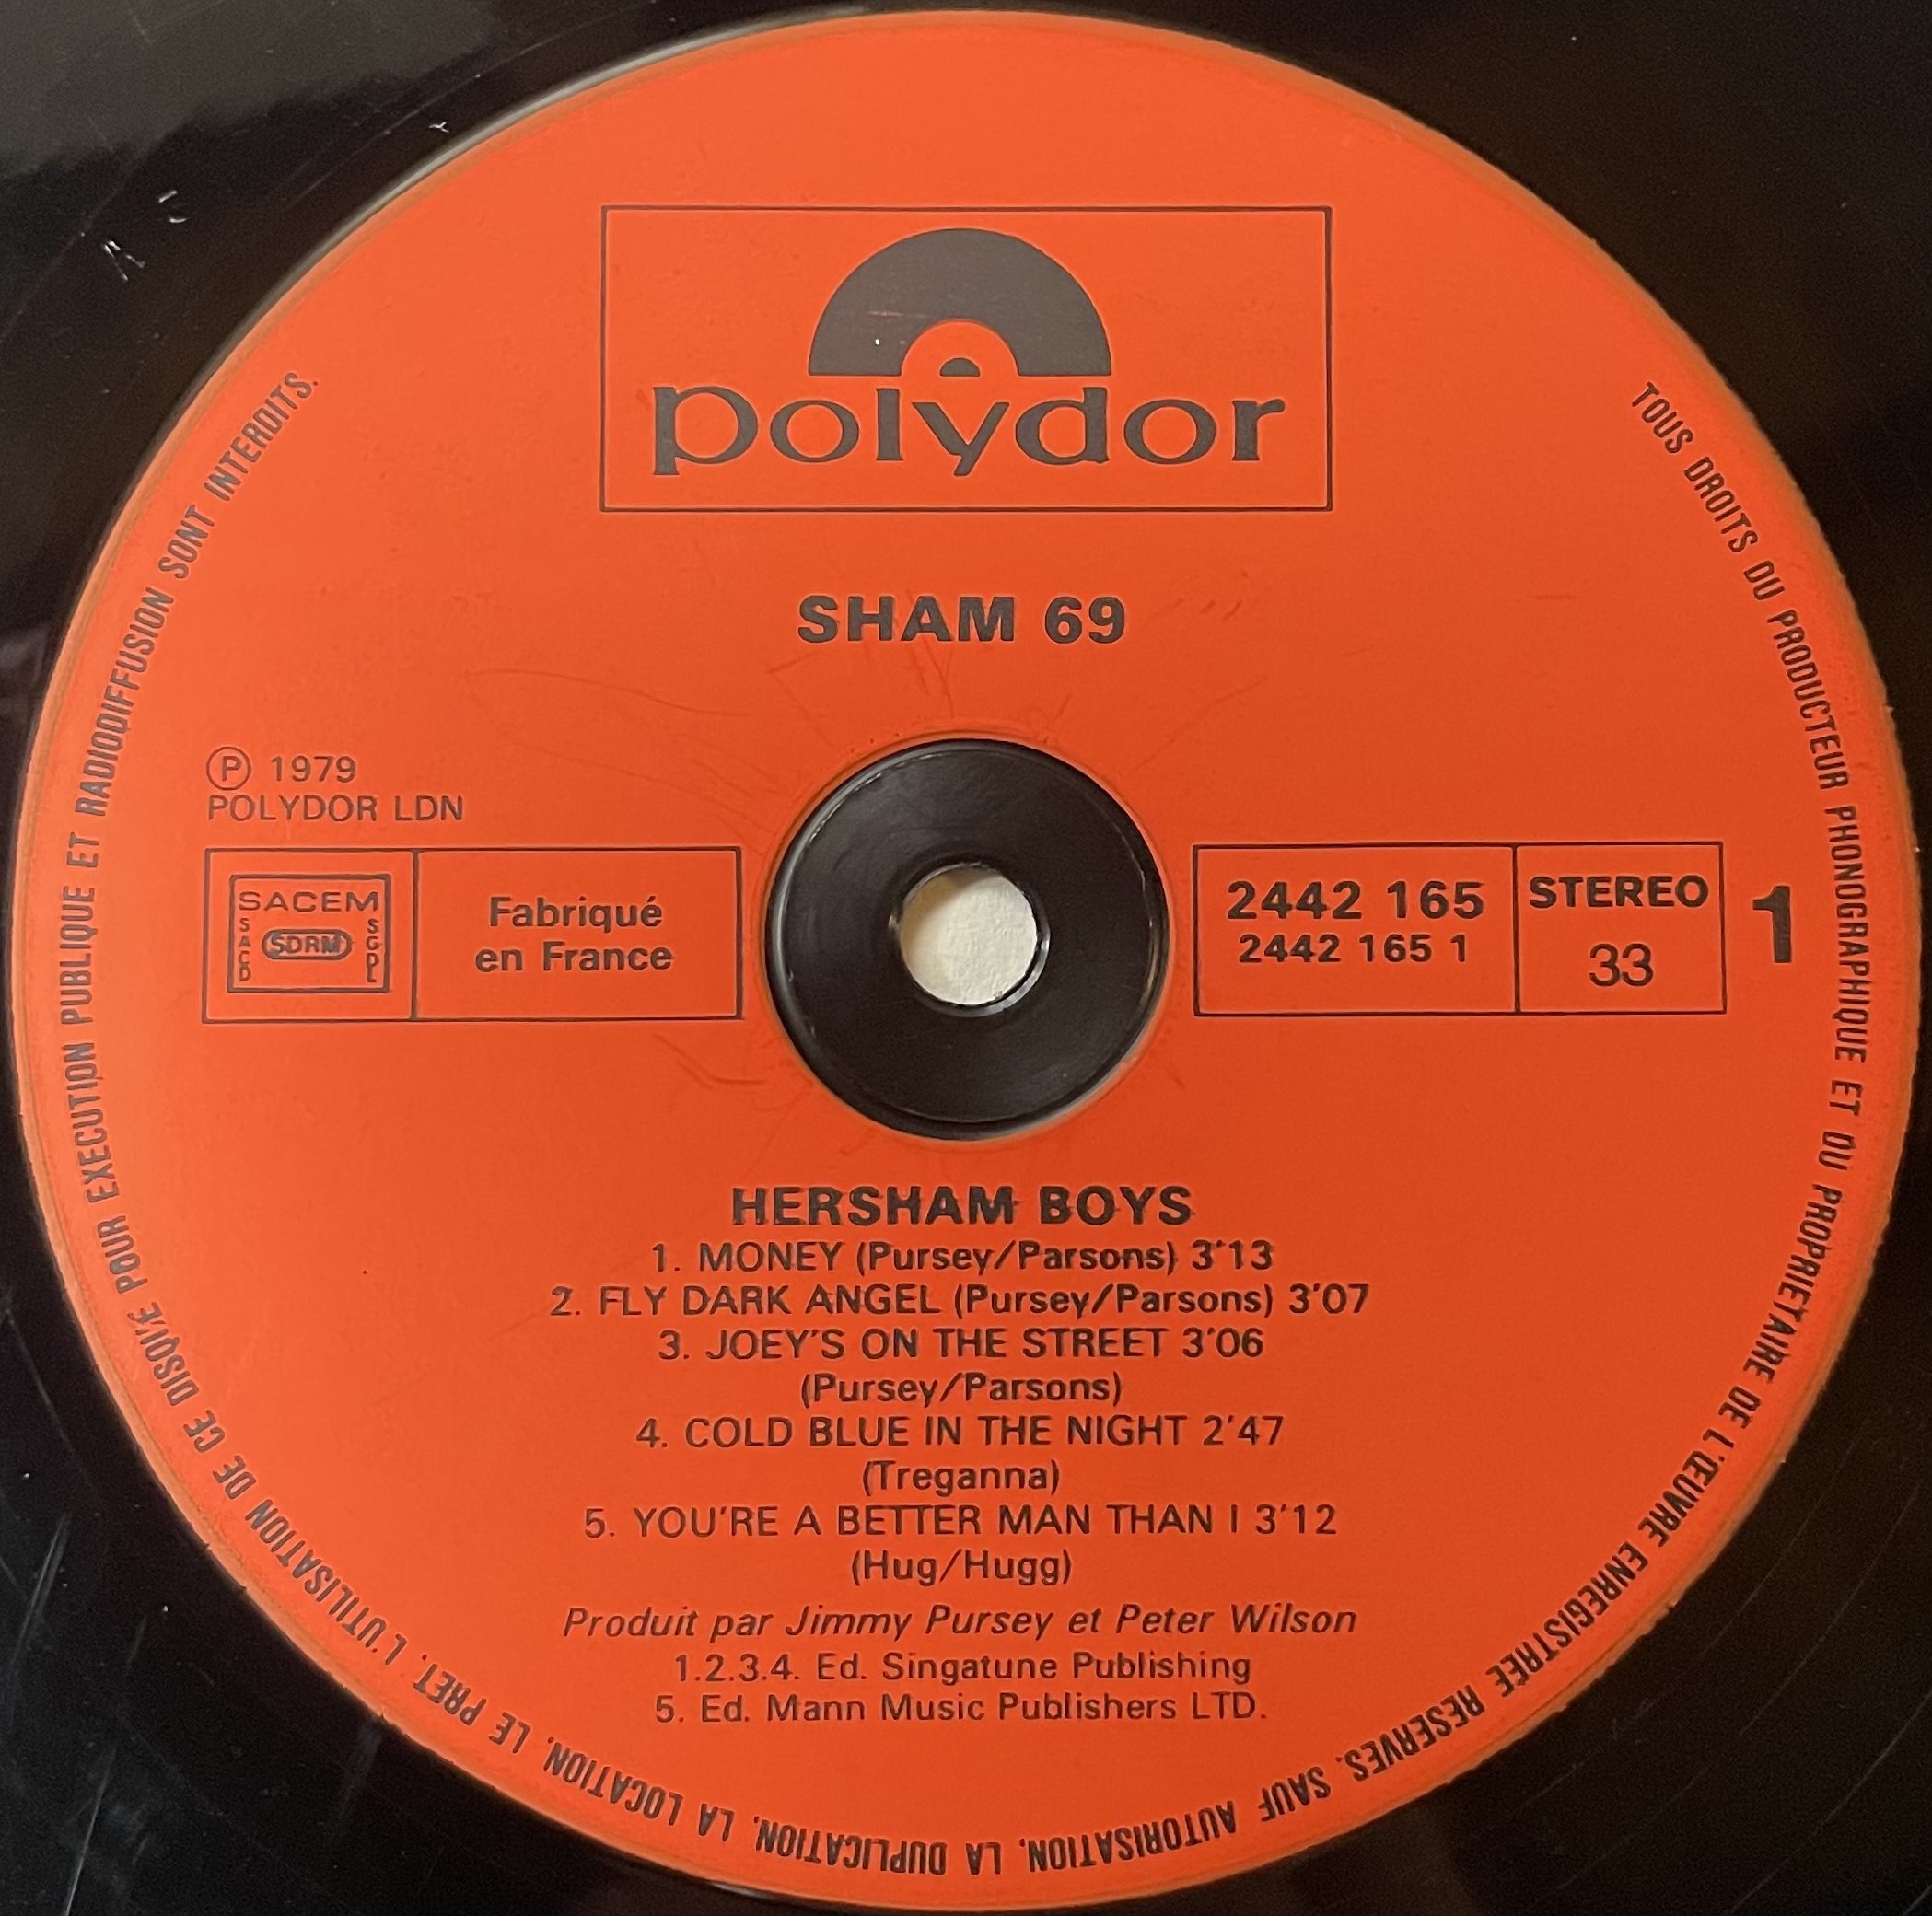 polydor
SHAM 69
Ⓟ 1979
POLYDOR LDN
SACEM
SACD
SDRM
SGDL
Fabriqué
en France
2442 165
2442 165 1
STEREO
33
1
HERSHAM BOYS
1. MONEY (Pursey/Parsons) 3'13
2. FLY DARK ANGEL (Pursey/Parsons) 3'07
3. JOEY'S ON THE STREET 3'06
(Pursey/Parsons)
4. COLD BLUE IN THE NIGHT 2'47
(Treganna)
5. YOU'RE A BETTER MAN THAN I 3'12
(Hug/Hugg)
Produit par Jimmy Pursey et Peter Wilson
1.2.3.4. Ed. Singatune Publishing
5. Ed. Mann Music Publishers LTD.
TOUS DROITS DU PRODUCTEUR PHONOGRAPHIQUE ET DU PROPRIETAIRE DE L'ŒUVRE ENREGISTREE RESERVES. SAUF AUTORISATION, LA DUPLICATION, LA LOCATION, LE PRET, L'UTILISATION DE CE DISQUE POUR EXECUTION PUBLIQUE ET RADIODIFFUSION SONT INTERDITS.